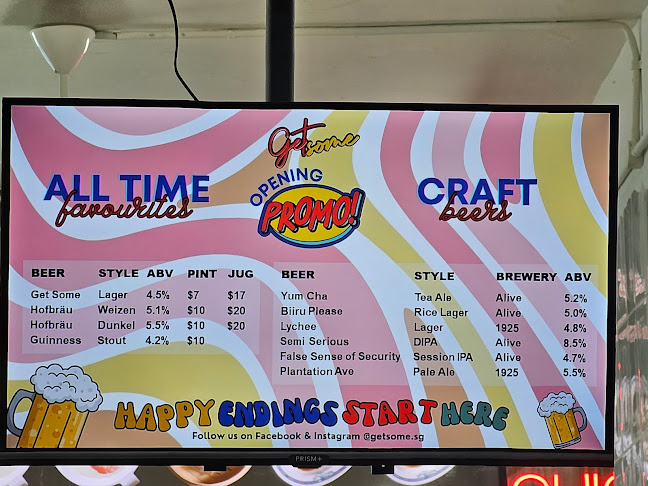 Get some
OPENING
PROMO!
ALL TIME
favourites
BEER STYLE ABV PINT JUG
Get Some Lager 4.5% $7 $17
Hofbräu Weizen 5.1% $10 $20
Hofbräu Dunkel 5.5% $10 $20
Guinness Stout 4.2% $10
CRAFT
beers
BEER STYLE BREWERY ABV
Yum Cha Tea Ale Alive 5.2%
Biiru Please Rice Lager Alive 5.0%
Lychee Lager 1925 4.8%
Semi Serious DIPA Alive 8.5%
False Sense of Security Session IPA Alive 4.7%
Plantation Ave Pale Ale 1925 5.5%
HAPPY ENDINGS START HERE
Follow us on Facebook & Instagram @getsome.sg
PRISM+